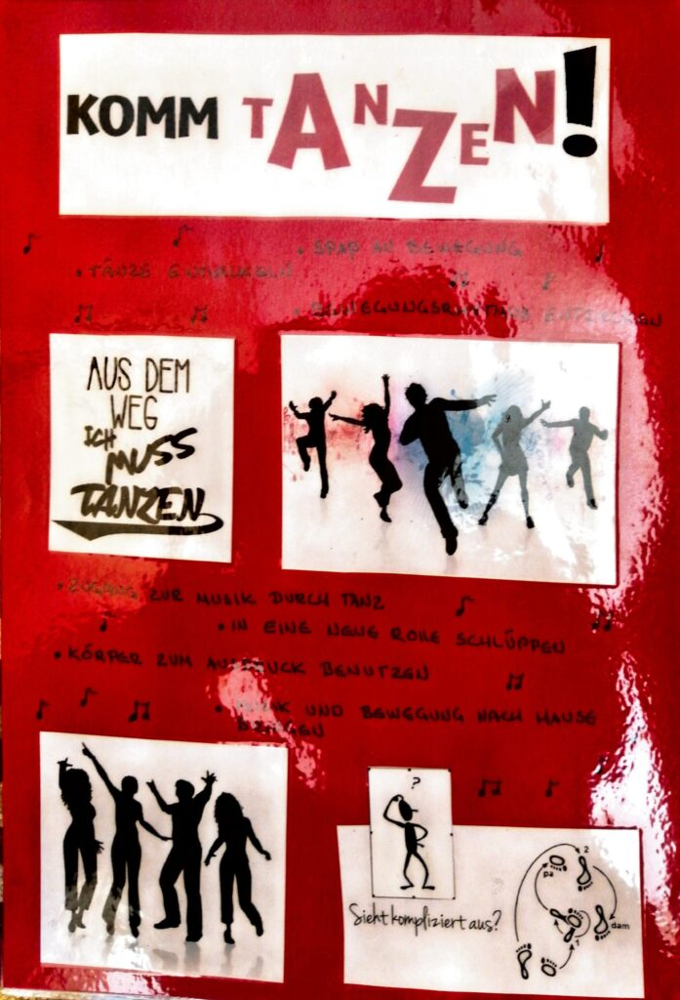 KOMM TANZEN!
• SPAß AN BEWEGUNG
• TÄNZE ENTWICKELN
• BEWEGUNGSRHYTHMUS ENTDECKEN
AUS DEM
WEG
ICH
MUSS
TANZEN
• ZUGANG ZUR MUSIK DURCH TANZ
• IN EINE NEUE ROLLE SCHLÜPFEN
• KÖRPER ZUM AUSDRUCK BENUTZEN
• MUSIK UND BEWEGUNG NACH HAUSE
BRINGEN
?
Sieht kompliziert aus?
pa
2
dam
1